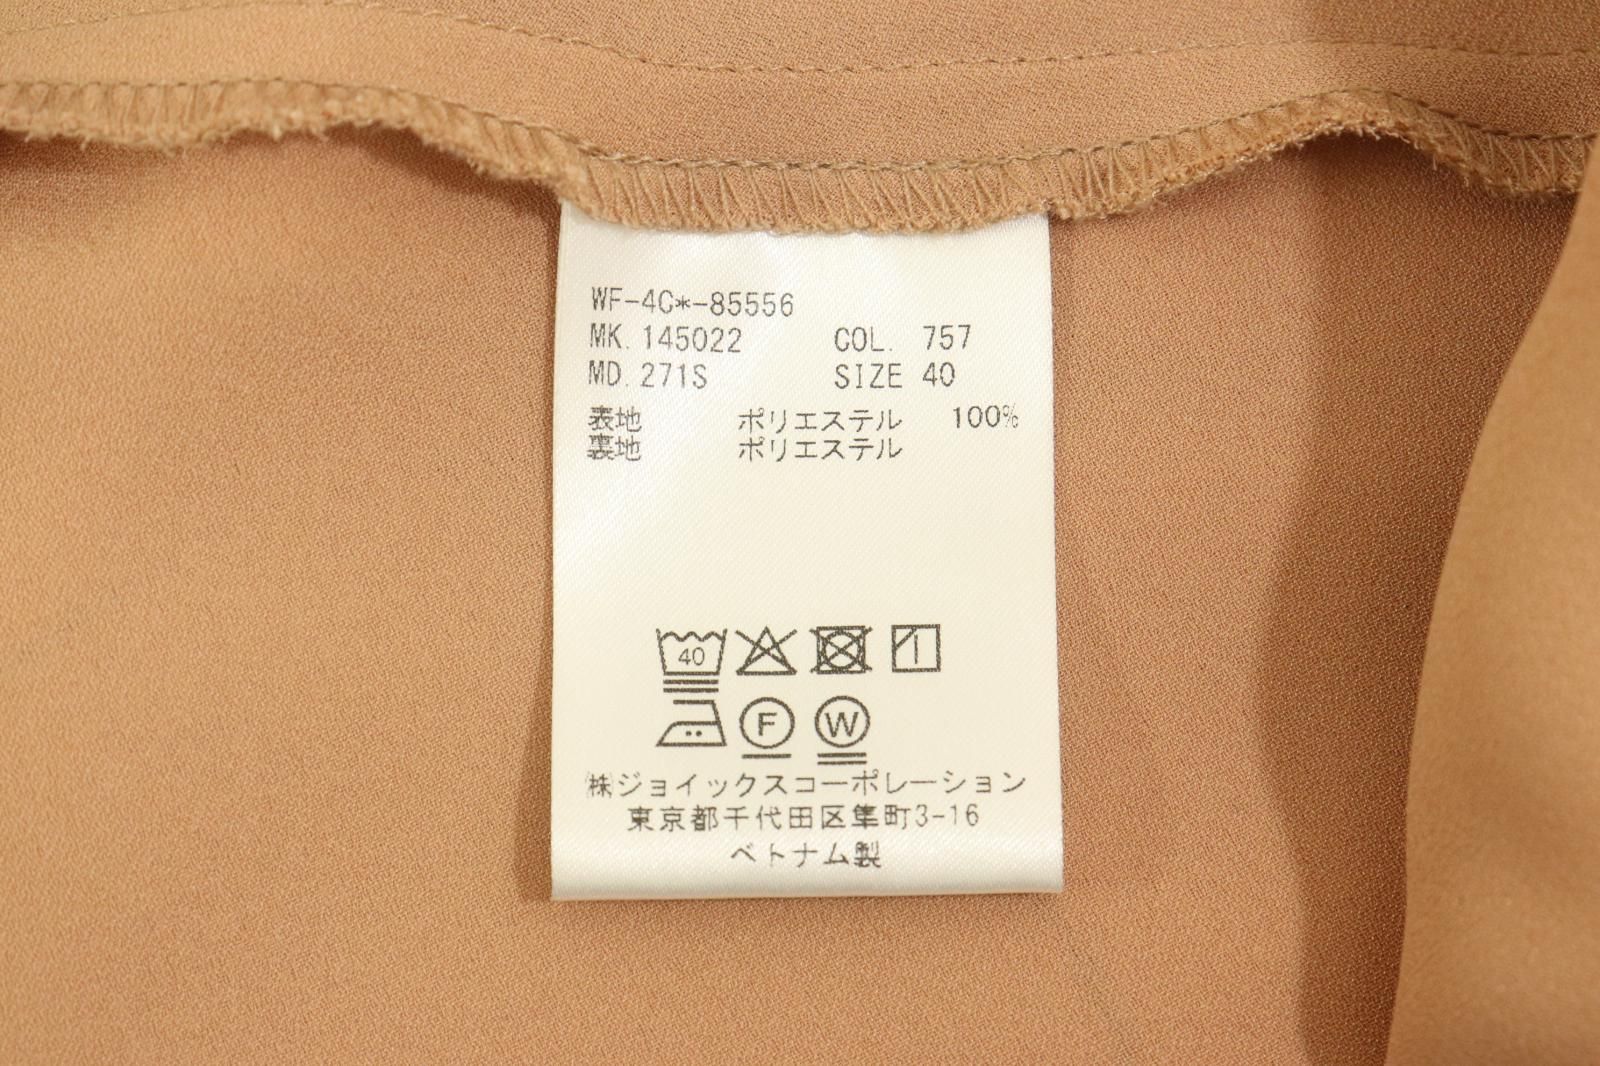 WF-4C*-85556
MK. 145022 COL. 757
MD. 271S SIZE 40
表地 ポリエステル 100%
裏地 ポリエステル
40
F W
㈱ジョイックスコーポレーション
東京都千代田区隼町3-16
ベトナム製